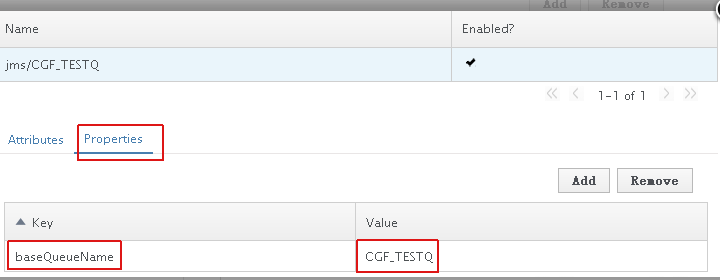 Add Remove
Name Enabled?
jms/CGF_TESTQ
1-1 of 1
Attributes Properties
Add Remove
Key Value
baseQueueName CGF_TESTQ